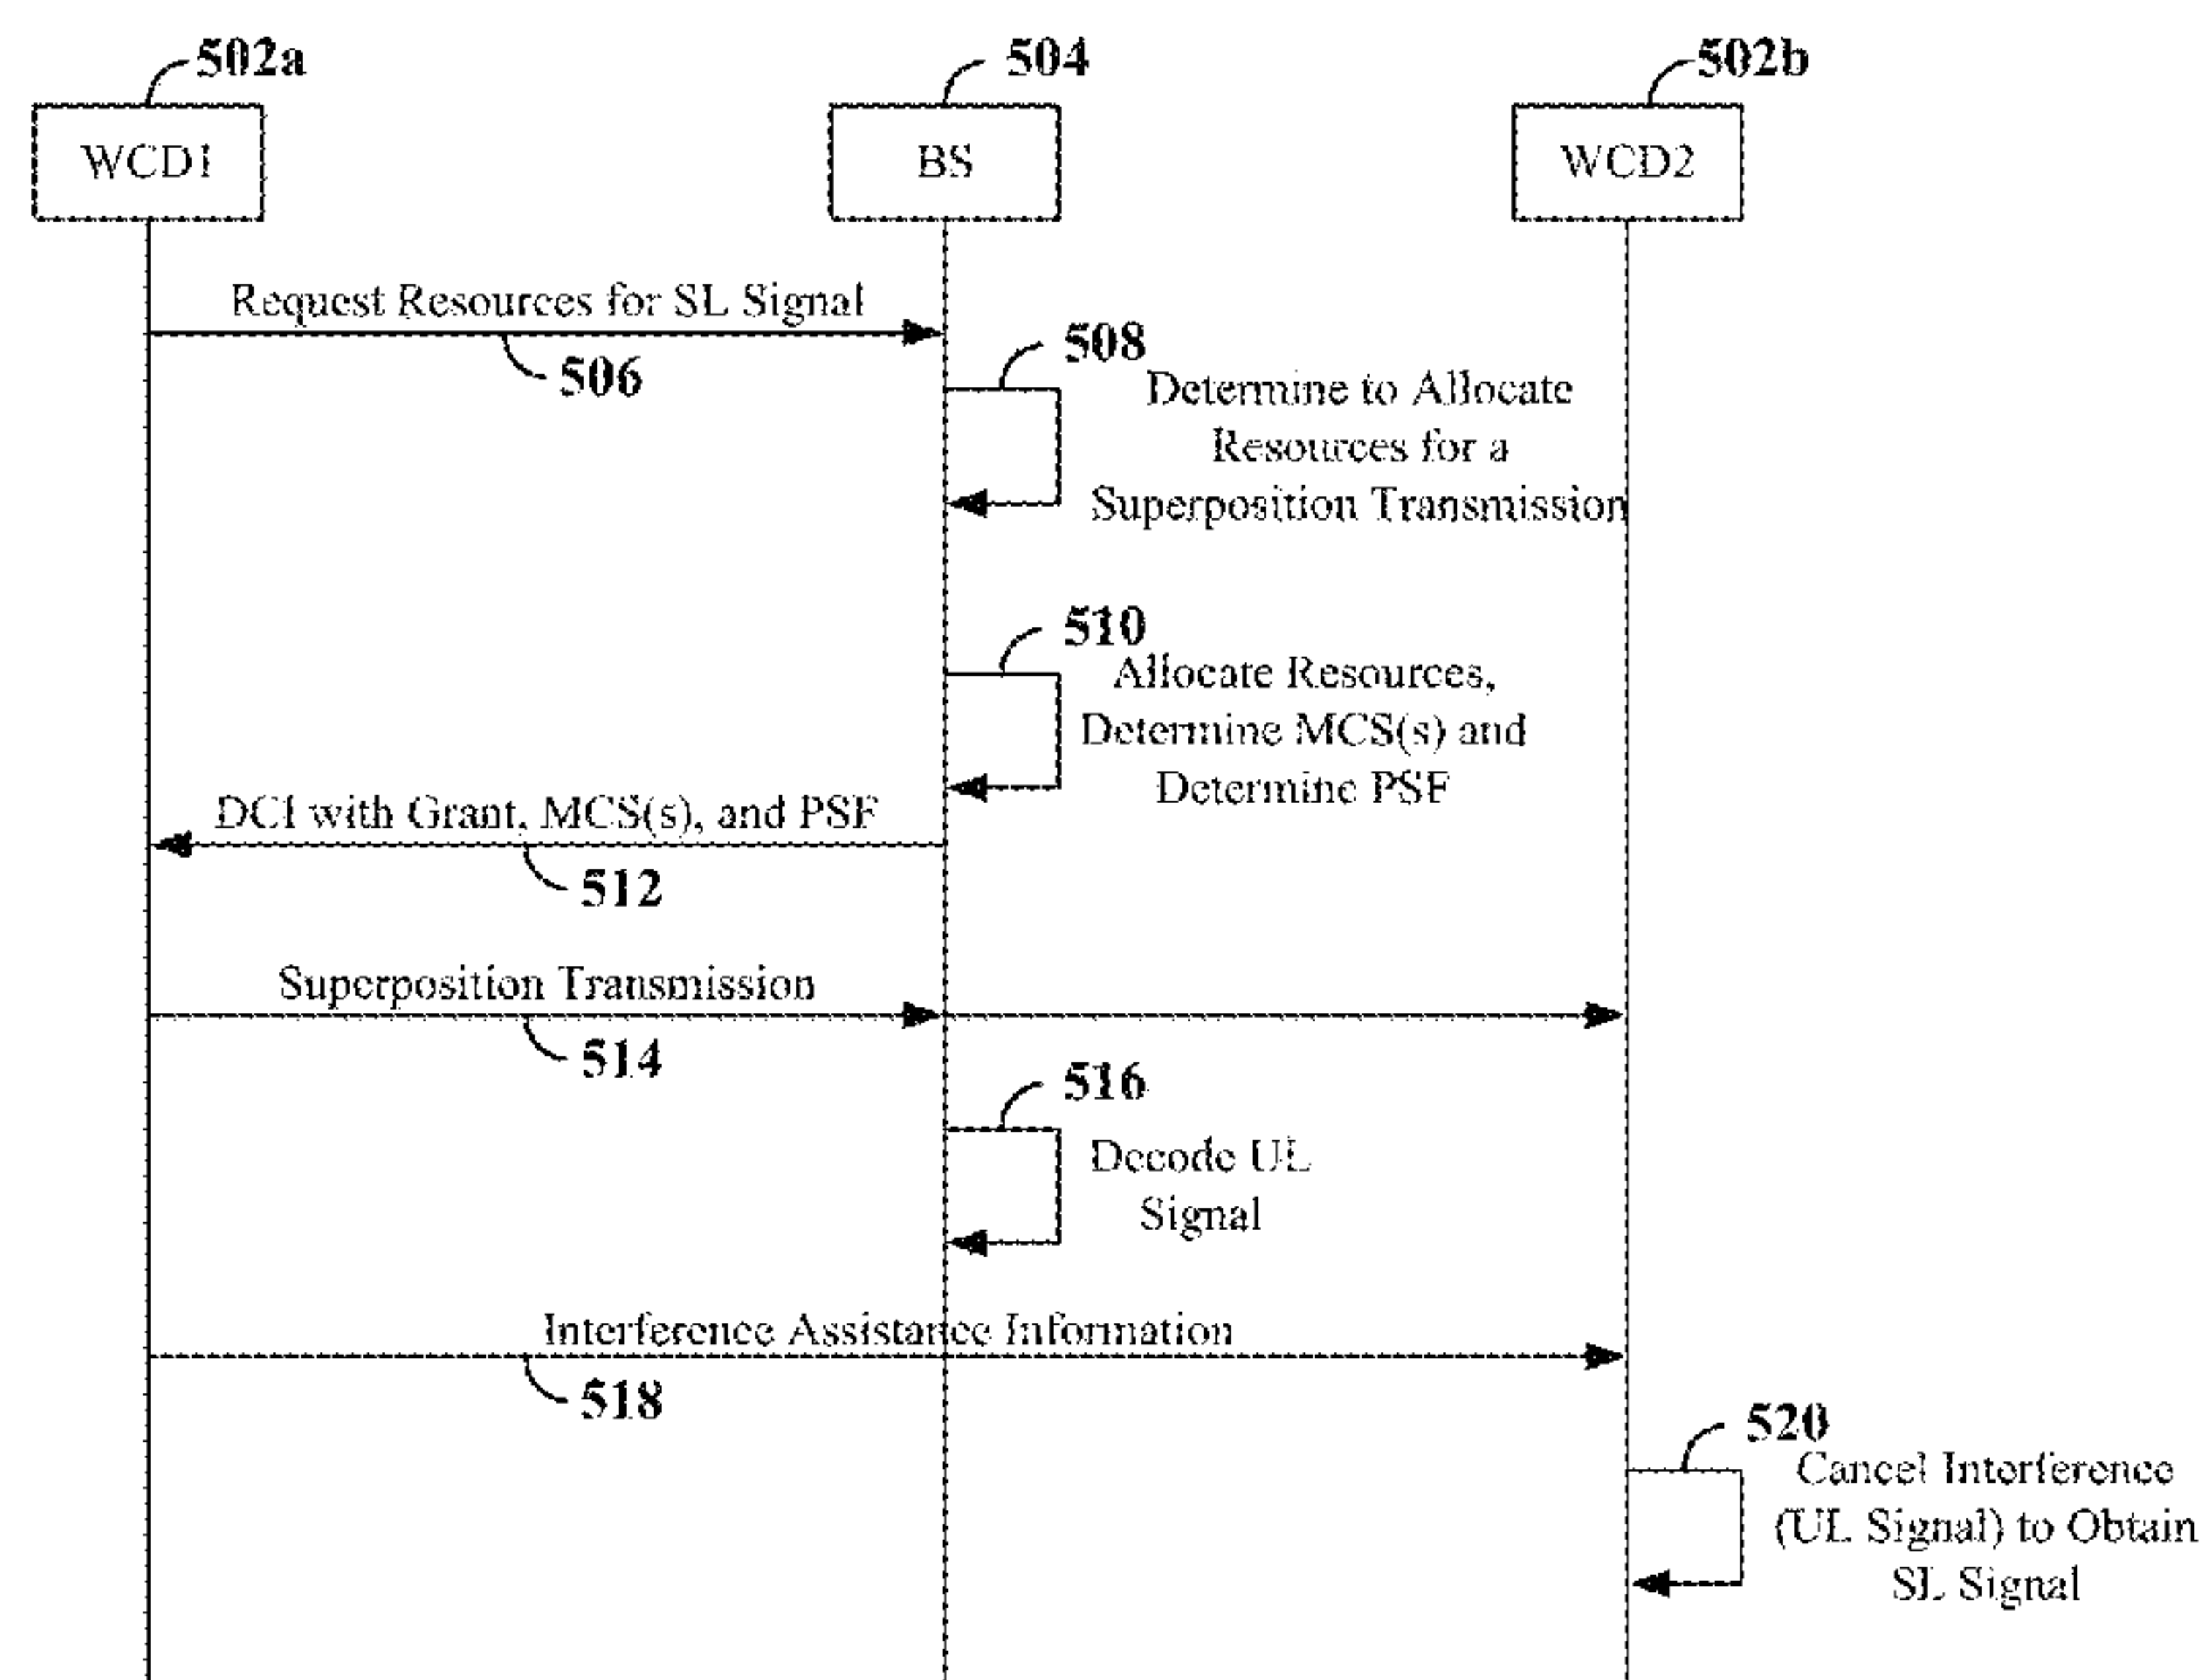 502a
504
502b
WCD1
BS
WCD2
Request Resources for SL Signal
506
508
Determine to Allocate
Resources for a
Superposition Transmission
510
Allocate Resources,
Determine MCS(s) and
Determine PSF
DCI with Grant, MCS(s), and PSF
512
Superposition Transmission
514
516
Decode UL
Signal
Interference Assistance Information
518
520
Cancel Interference
(UL Signal) to Obtain
SL Signal